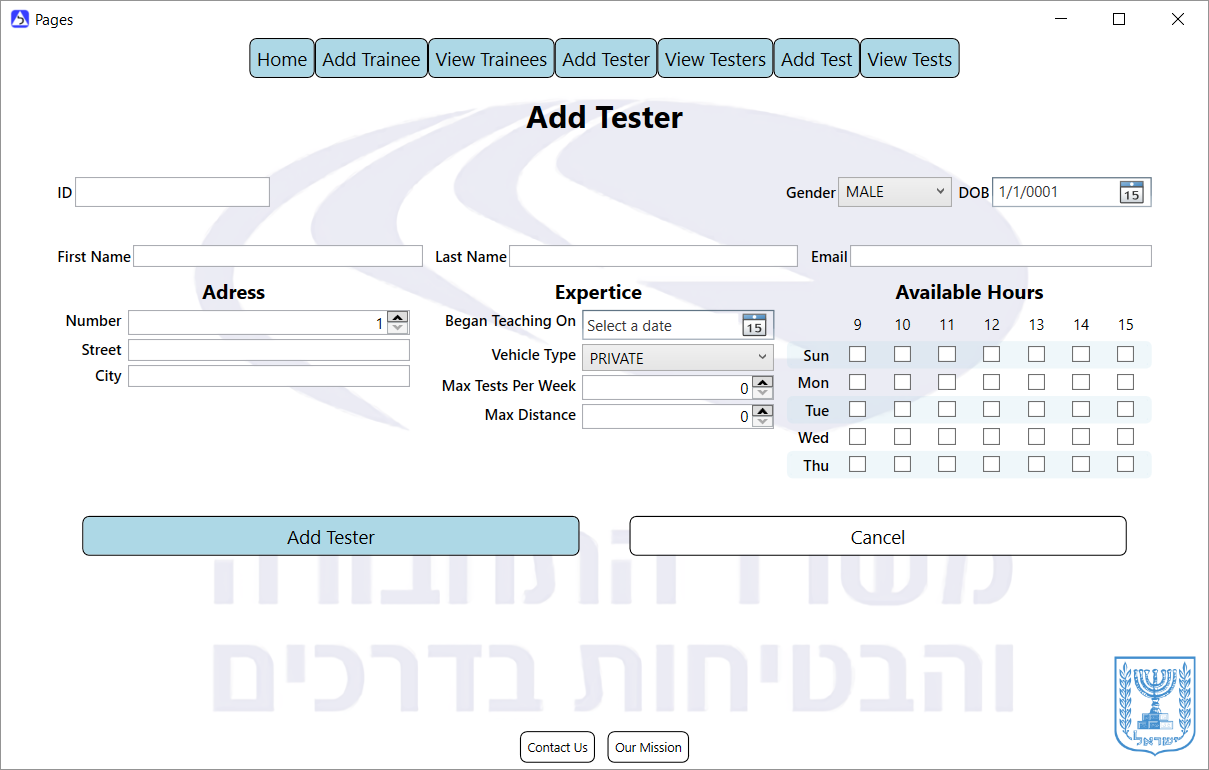 Pages
Home Add Trainee View Trainees Add Tester View Testers Add Test View Tests
Add Tester
ID Gender MALE DOB 1/1/0001 15
First Name Last Name Email
Adress Expertice Available Hours
Number 1 Began Teaching On Select a date 15 9 10 11 12 13 14 15
Street Vehicle Type PRIVATE Sun
City Max Tests Per Week 0 Mon
Max Distance 0 Tue
Wed
Thu
Add Tester Cancel
משרד התחבורה
והבטיחות בדרכים
ישראל
Contact Us Our Mission